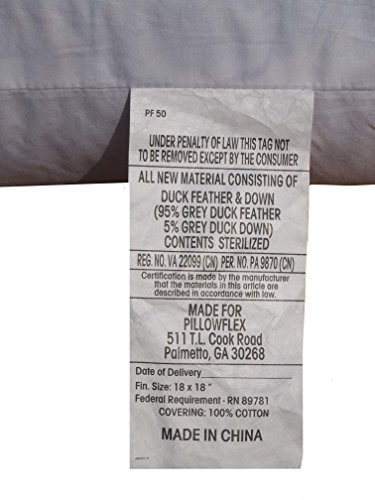 PF 50
UNDER PENALTY OF LAW THIS TAG NOT
TO BE REMOVED EXCEPT BY THE CONSUMER
ALL NEW MATERIAL CONSISTING OF
DUCK FEATHER & DOWN
(95% GREY DUCK FEATHER
5% GREY DUCK DOWN)
CONTENTS STERILIZED
REG. NO. VA 22099 (CN) PER. NO. PA 9870 (CN)
Certification is made by the manufacturer
that the materials in this article are
described in accordance with law.
MADE FOR
PILLOWFLEX
511 T.L. Cook Road
Palmetto, GA 30268
Date of Delivery
Fin. Size: 18 x 18 "
Federal Requirement - RN 89781
COVERING: 100% COTTON
MADE IN CHINA